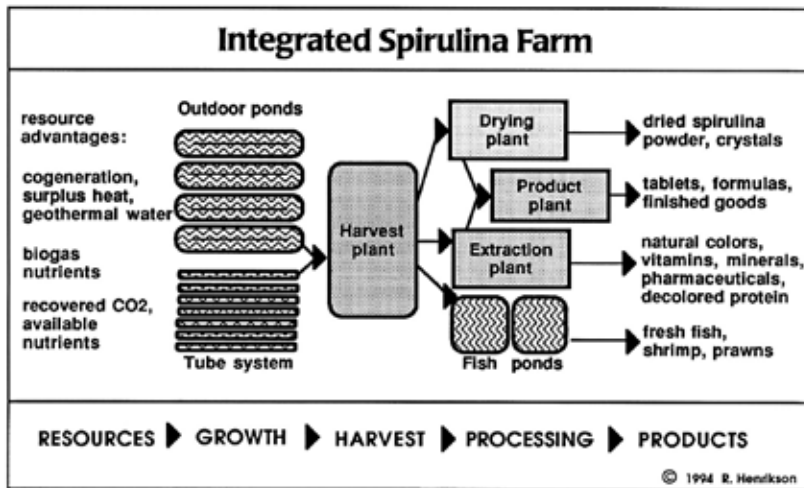 Integrated Spirulina Farm
resource
advantages:
cogeneration,
surplus heat,
geothermal water
biogas
nutrients
recovered CO2,
available
nutrients
Outdoor ponds
Tube system
Harvest
plant
Drying
plant
Product
plant
Extraction
plant
Fish ponds
dried spirulina
powder, crystals
tablets, formulas,
finished goods
natural colors,
vitamins, minerals,
pharmaceuticals,
decolored protein
fresh fish,
shrimp, prawns
RESOURCES GROWTH HARVEST PROCESSING PRODUCTS
© 1994 R. Henrikson